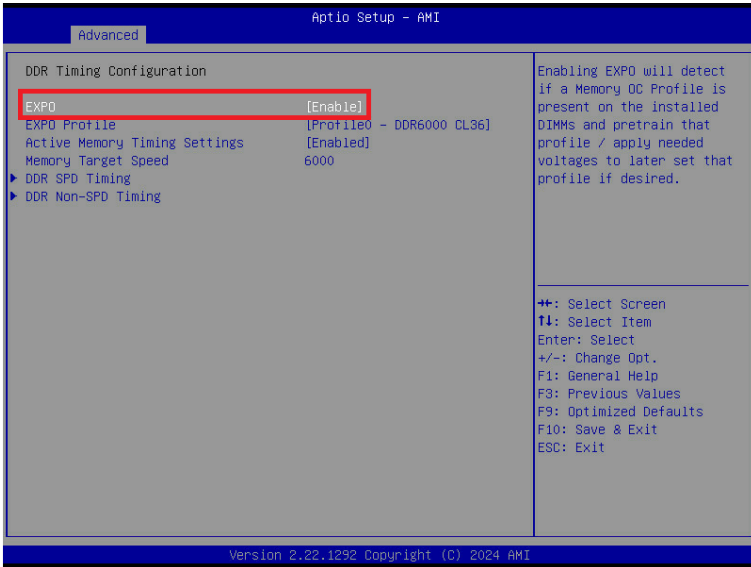 Aptio Setup – AMI
Advanced
DDR Timing Configuration
EXPO [Enable]
EXPO Profile [Profile0 – DDR6000 CL36]
Active Memory Timing Settings [Enabled]
Memory Target Speed 6000
DDR SPD Timing
DDR Non-SPD Timing
Enabling EXPO will detect
if a Memory OC Profile is
present on the installed
DIMMs and pretrain that
profile / apply needed
voltages to later set that
profile if desired.
→←: Select Screen
↑↓: Select Item
Enter: Select
+/-: Change Opt.
F1: General Help
F3: Previous Values
F9: Optimized Defaults
F10: Save & Exit
ESC: Exit
Version 2.22.1292 Copyright (C) 2024 AMI